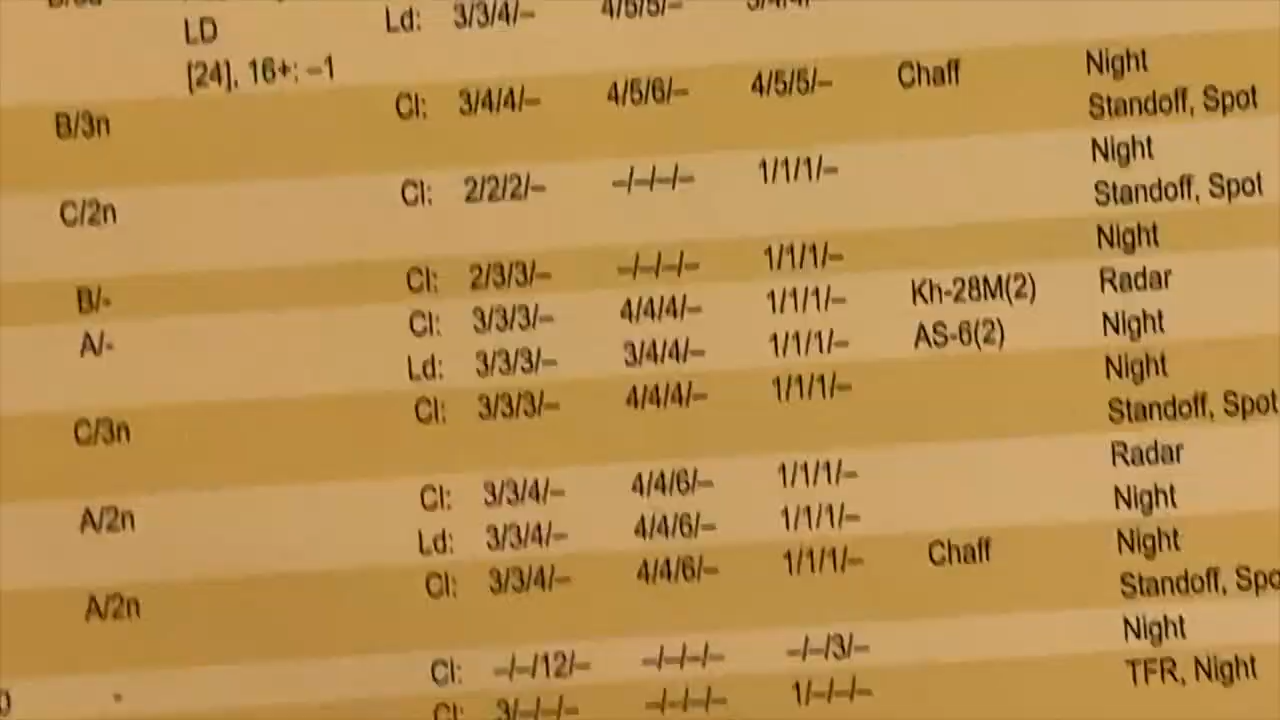 LD Ld: 3/3/4/–
[24], 16+; –1
B/3n Cl: 3/4/4/– 4/5/6/– 4/5/5/– Chaff Night
Standoff, Spot
C/2n Cl: 2/2/2/– –/–/–/– 1/1/1/– Night
Standoff, Spot
B/- Cl: 2/3/3/– –/–/–/– 1/1/1/– Night
A/- Cl: 3/3/3/– 4/4/4/– 1/1/1/– Kh-28M(2) Radar
Ld: 3/3/3/– 3/4/4/– 1/1/1/– AS-6(2) Night
C/3n Cl: 3/3/3/– 4/4/4/– 1/1/1/– Night
Standoff, Spot
A/2n Cl: 3/3/4/– 4/4/6/– 1/1/1/– Radar
Ld: 3/3/4/– 4/4/6/– 1/1/1/– Night
A/2n Cl: 3/3/4/– 4/4/6/– 1/1/1/– Chaff Night
Standoff, Spo
Cl: –/–/12/– –/–/–/– –/–/3/– Night
Cl: 3/–/–/– –/–/–/– 1/–/–/– TFR, Night